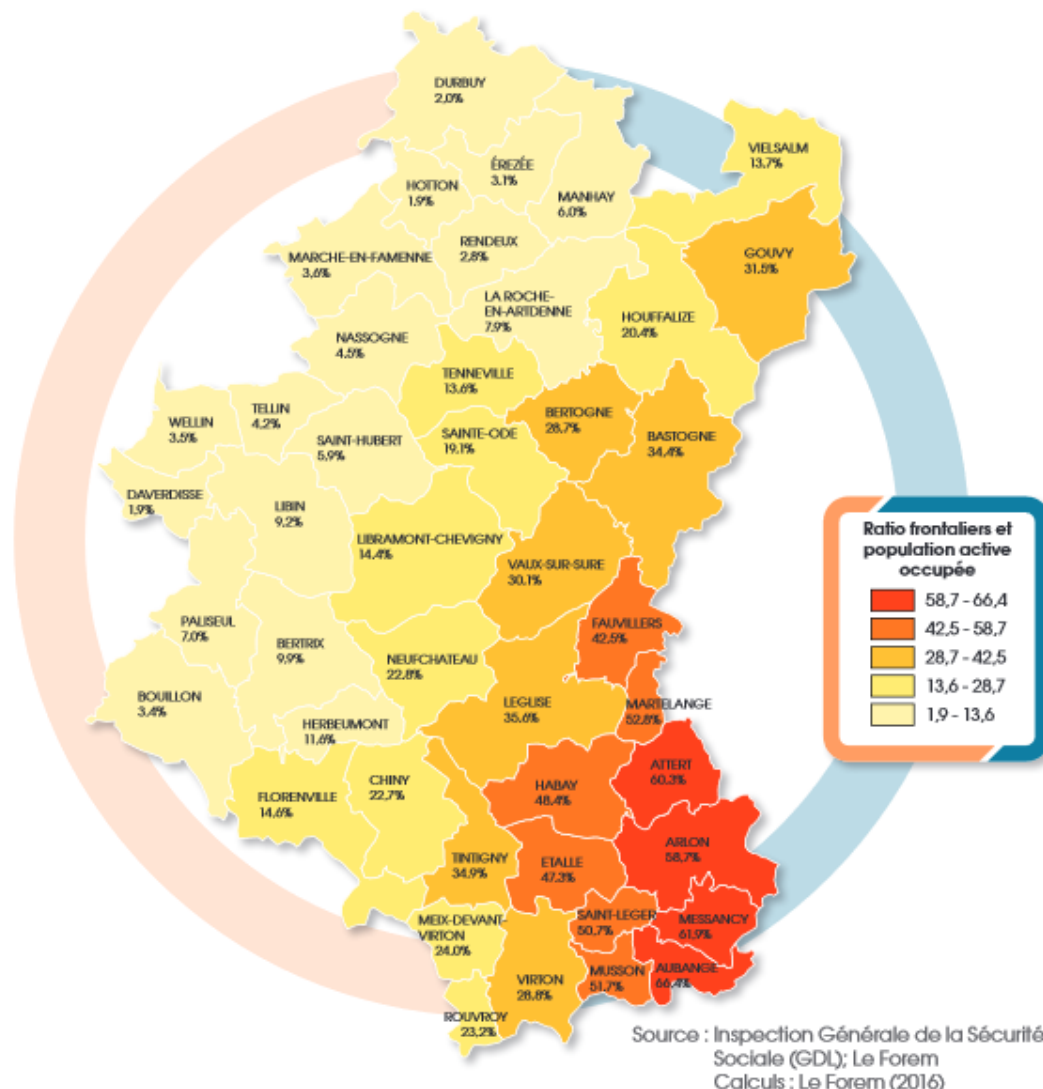 DURBUY
2,0%
VIELSALM
13,7%
ÉREZÉE
3,1%
HOTTON
1,9%
MANHAY
6,0%
RENDEUX
2,8%
GOUVY
31,5%
MARCHE-EN-FAMENNE
3,6%
LA ROCHE-
EN-ARTDENNE
7,9%
HOUFFALIZE
20,4%
NASSOGNE
4,5%
TENNEVILLE
13,6%
BERTOGNE
28,7%
TELLIN
4,2%
WELLIN
3,5%
SAINT-HUBERT
5,9%
SAINTE-ODE
19,1%
BASTOGNE
34,4%
DAVERDISSE
1,9%
LIBIN
9,2%
LIBRAMONT-CHEVIGNY
14,4%
VAUX-SUR-SURE
30,1%
Ratio frontaliers et
population active
occupée
58,7 - 66,4
42,5 - 58,7
28,7 - 42,5
13,6 - 28,7
1,9 - 13,6
PALISEUL
7,0%
BERTRIX
9,9%
FAUVILLERS
42,5%
NEUFCHATEAU
22,8%
BOUILLON
3,4%
HERBEUMONT
11,6%
LEGLISE
35,6%
MARTELANGE
52,8%
ATTERT
60,3%
CHINY
22,7%
HABAY
48,4%
FLORENVILLE
14,6%
ARLON
58,7%
TINTIGNY
34,9%
ETALLE
47,3%
MEIX-DEVANT-
VIRTON
24,0%
SAINT-LEGER
50,7%
MESSANCY
61,9%
VIRTON
28,8%
MUSSON
51,7%
AUBANGE
66,4%
ROUVROY
23,2%
Source : Inspection Générale de la Sécurité
Sociale (GDL); Le Forem
Calculs : Le Forem (2016)